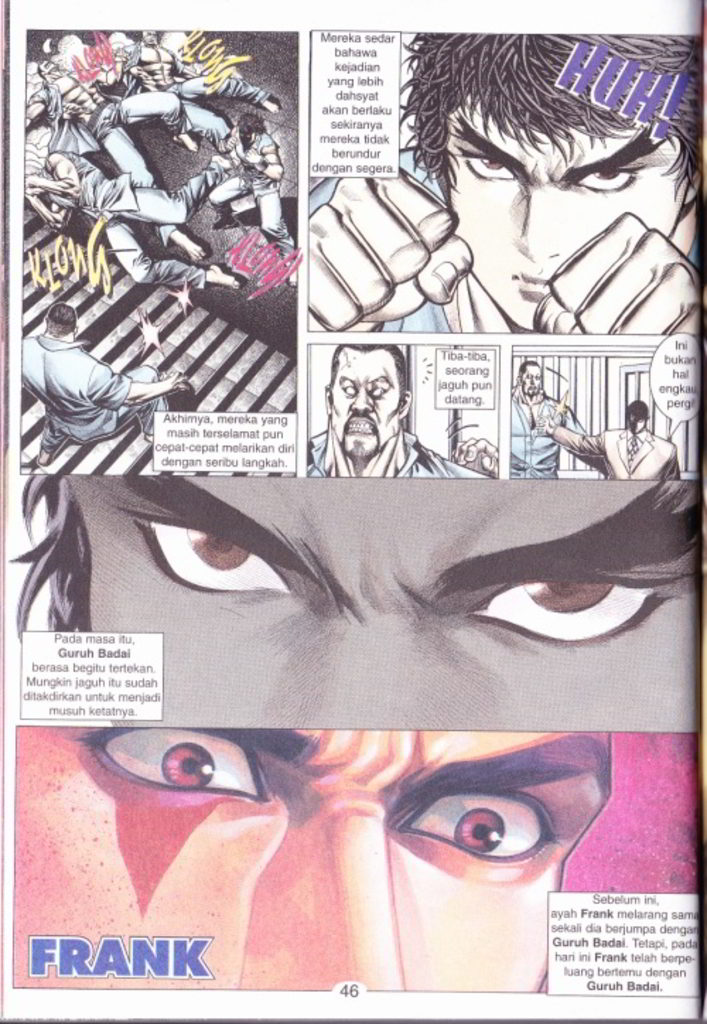 KLONG
KLONG
KLONG
KLONG
Akhirnya, mereka yang
masih terselamat pun
cepat-cepat melarikan diri
dengan seribu langkah.
Mereka sedar
bahawa
kejadian
yang lebih
dahsyat
akan berlaku
sekiranya
mereka tidak
berundur
dengan segera.
HUH!
Tiba-tiba,
seorang
jaguh pun
datang.
Ini
bukan
hal
engkau,
pergi!
Pada masa itu,
Guruh Badai
berasa begitu tertekan.
Mungkin jaguh itu sudah
ditakdirkan untuk menjadi
musuh ketatnya.
FRANK
Sebelum ini,
ayah Frank melarang sama
sekali dia berjumpa dengan
Guruh Badai. Tetapi, pada
hari ini Frank telah berpe-
luang bertemu dengan
Guruh Badai.
46